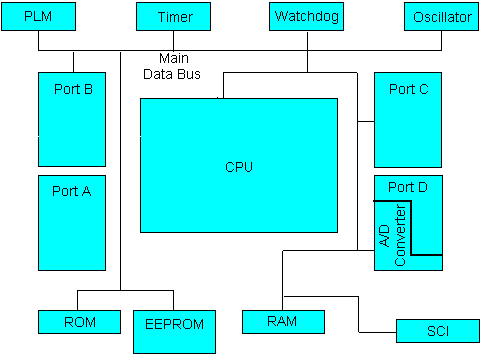 PLM
Timer
Watchdog
Oscillator
Main
Data Bus
Port B
Port C
CPU
Port A
Port D
A/D
Converter
ROM
EEPROM
RAM
SCI